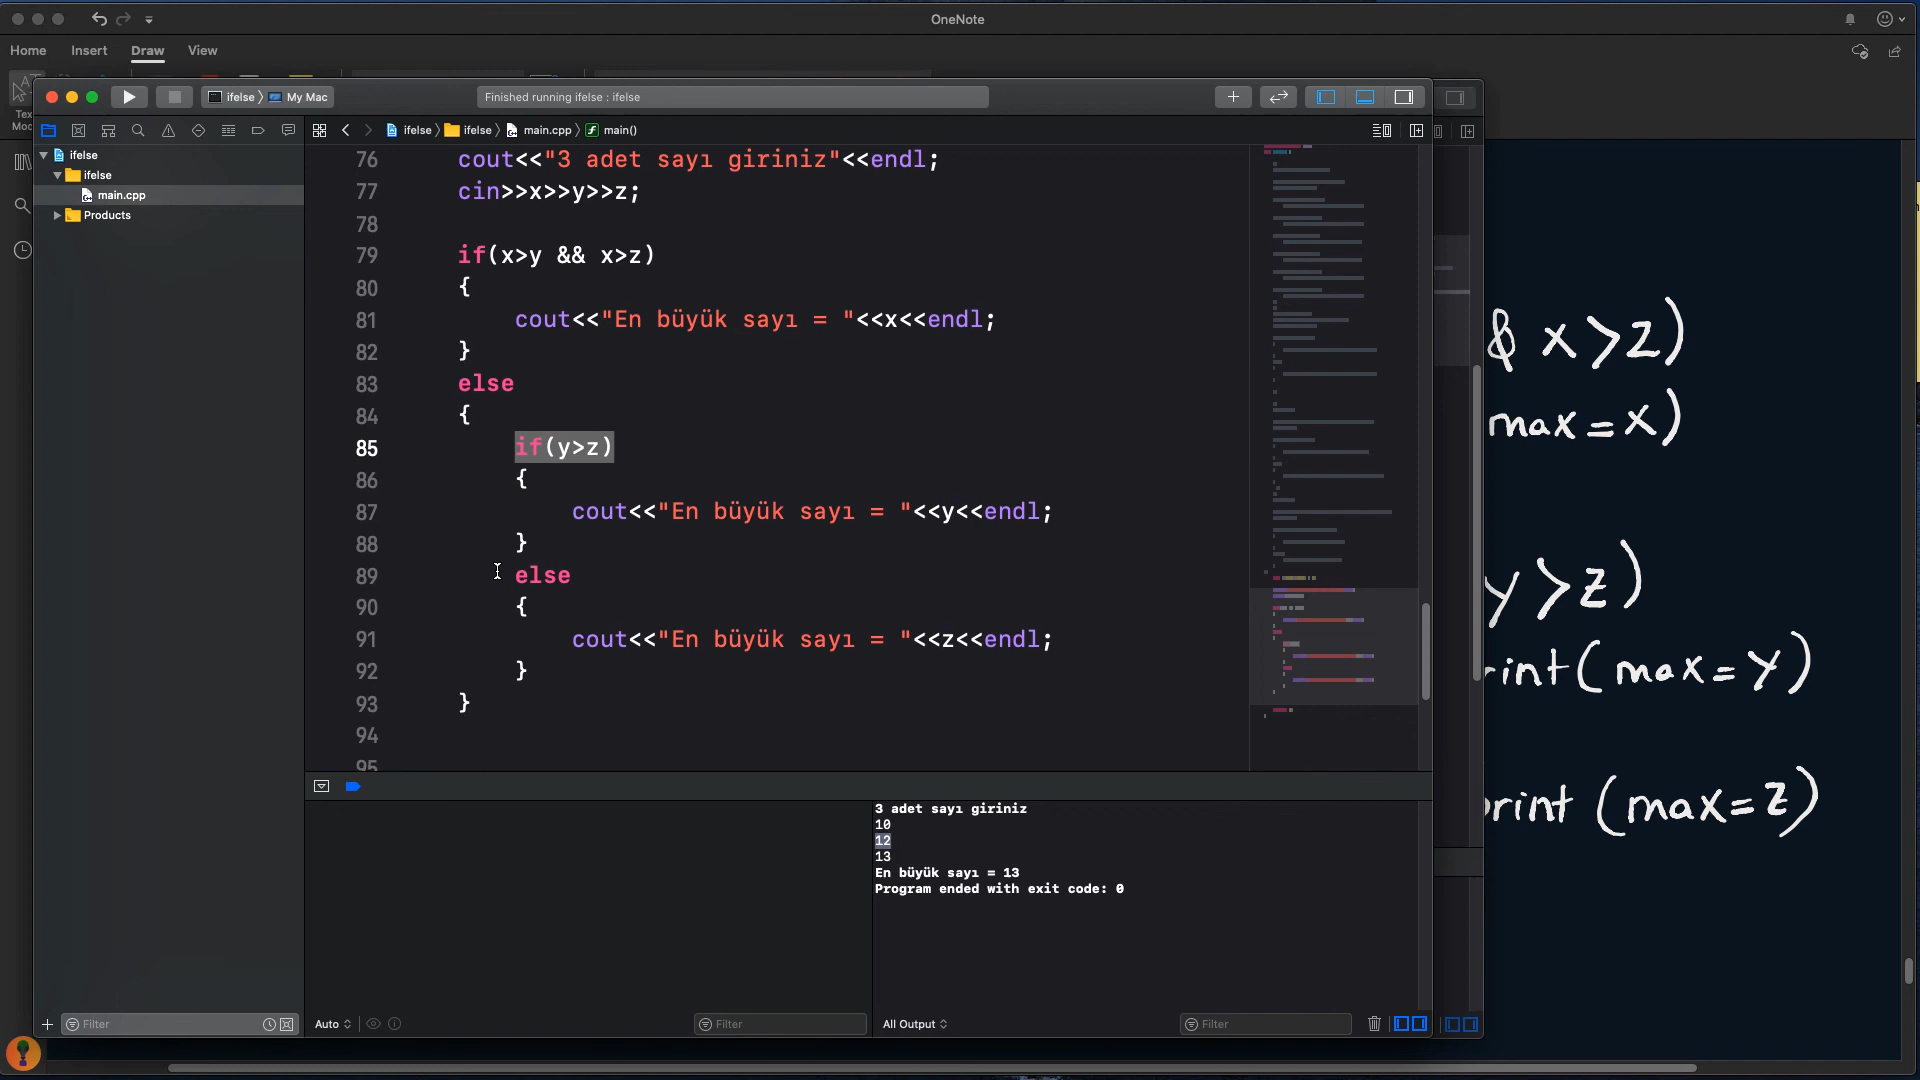 OneNote
Home Insert Draw View
ifelse My Mac
Finished running ifelse : ifelse
ifelse ifelse main.cpp main()
ifelse
ifelse
main.cpp
Products
76 cout<<"3 adet sayı giriniz"<<endl;
77 cin>>x>>y>>z;
78
79 if(x>y && x>z)
80 {
81 cout<<"En büyük sayı = "<<x<<endl;
82 }
83 else
84 {
85 if(y>z)
86 {
87 cout<<"En büyük sayı = "<<y<<endl;
88 }
89 else
90 {
91 cout<<"En büyük sayı = "<<z<<endl;
92 }
93 }
94
95
& x>z)
max=x)
y>z)
rint(max=y)
print (max=z)
3 adet sayı giriniz
10
12
13
En büyük sayı = 13
Program ended with exit code: 0
Filter
Auto
Filter
All Output
Filter